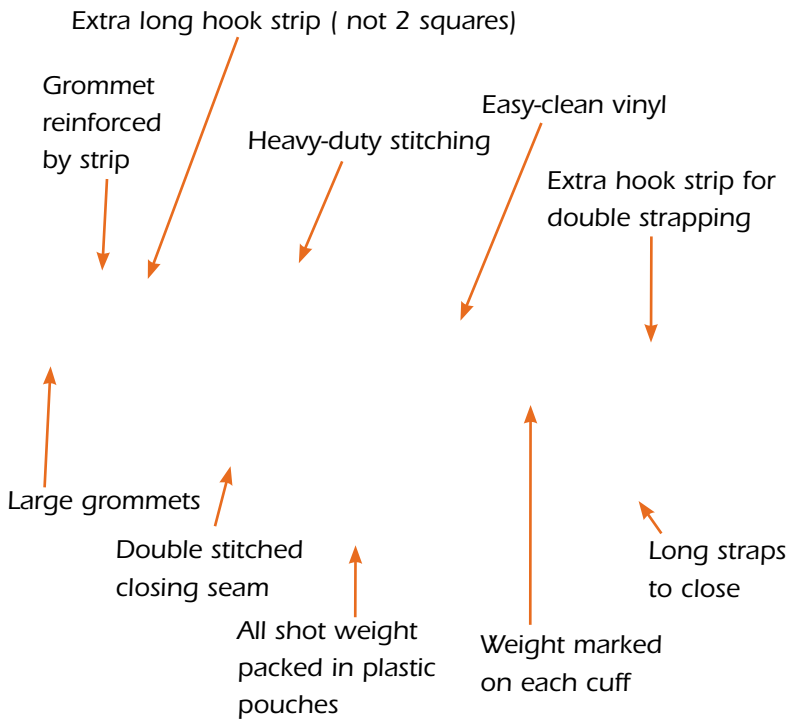 Extra long hook strip ( not 2 squares)
Grommet
reinforced
by strip
Heavy-duty stitching
Easy-clean vinyl
Extra hook strip for
double strapping
Large grommets
Double stitched
closing seam
All shot weight
packed in plastic
pouches
Weight marked
on each cuff
Long straps
to close